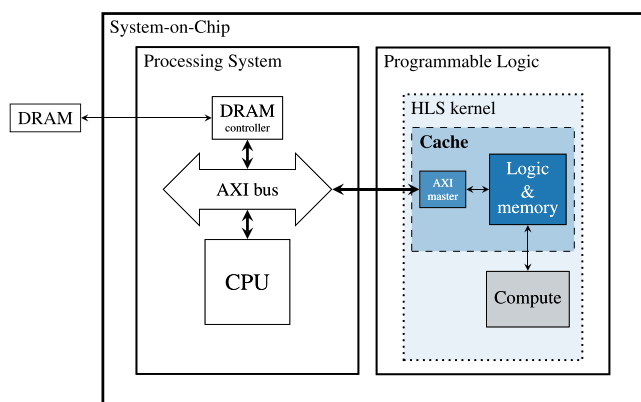 System-on-Chip
Processing System
Programmable Logic
HLS kernel
DRAM
DRAM
controller
Cache
AXI
master
Logic
&
memory
AXI bus
CPU
Compute